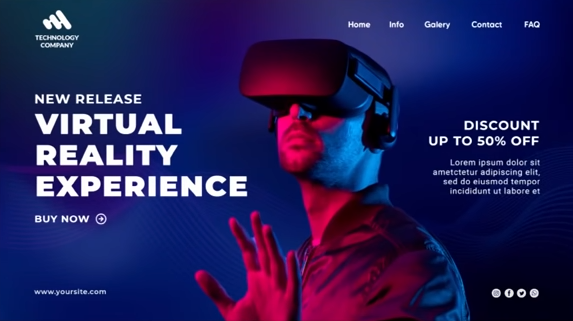 TECHNOLOGY
COMPANY
Home Info Galery Contact FAQ
NEW RELEASE
VIRTUAL
REALITY
EXPERIENCE
BUY NOW
DISCOUNT
UP TO 50% OFF
Lorem ipsum dolor sit
ametctetur adipiscing elit,
sed do eiusmod tempor
incididunt ut labore et
www.yoursite.com